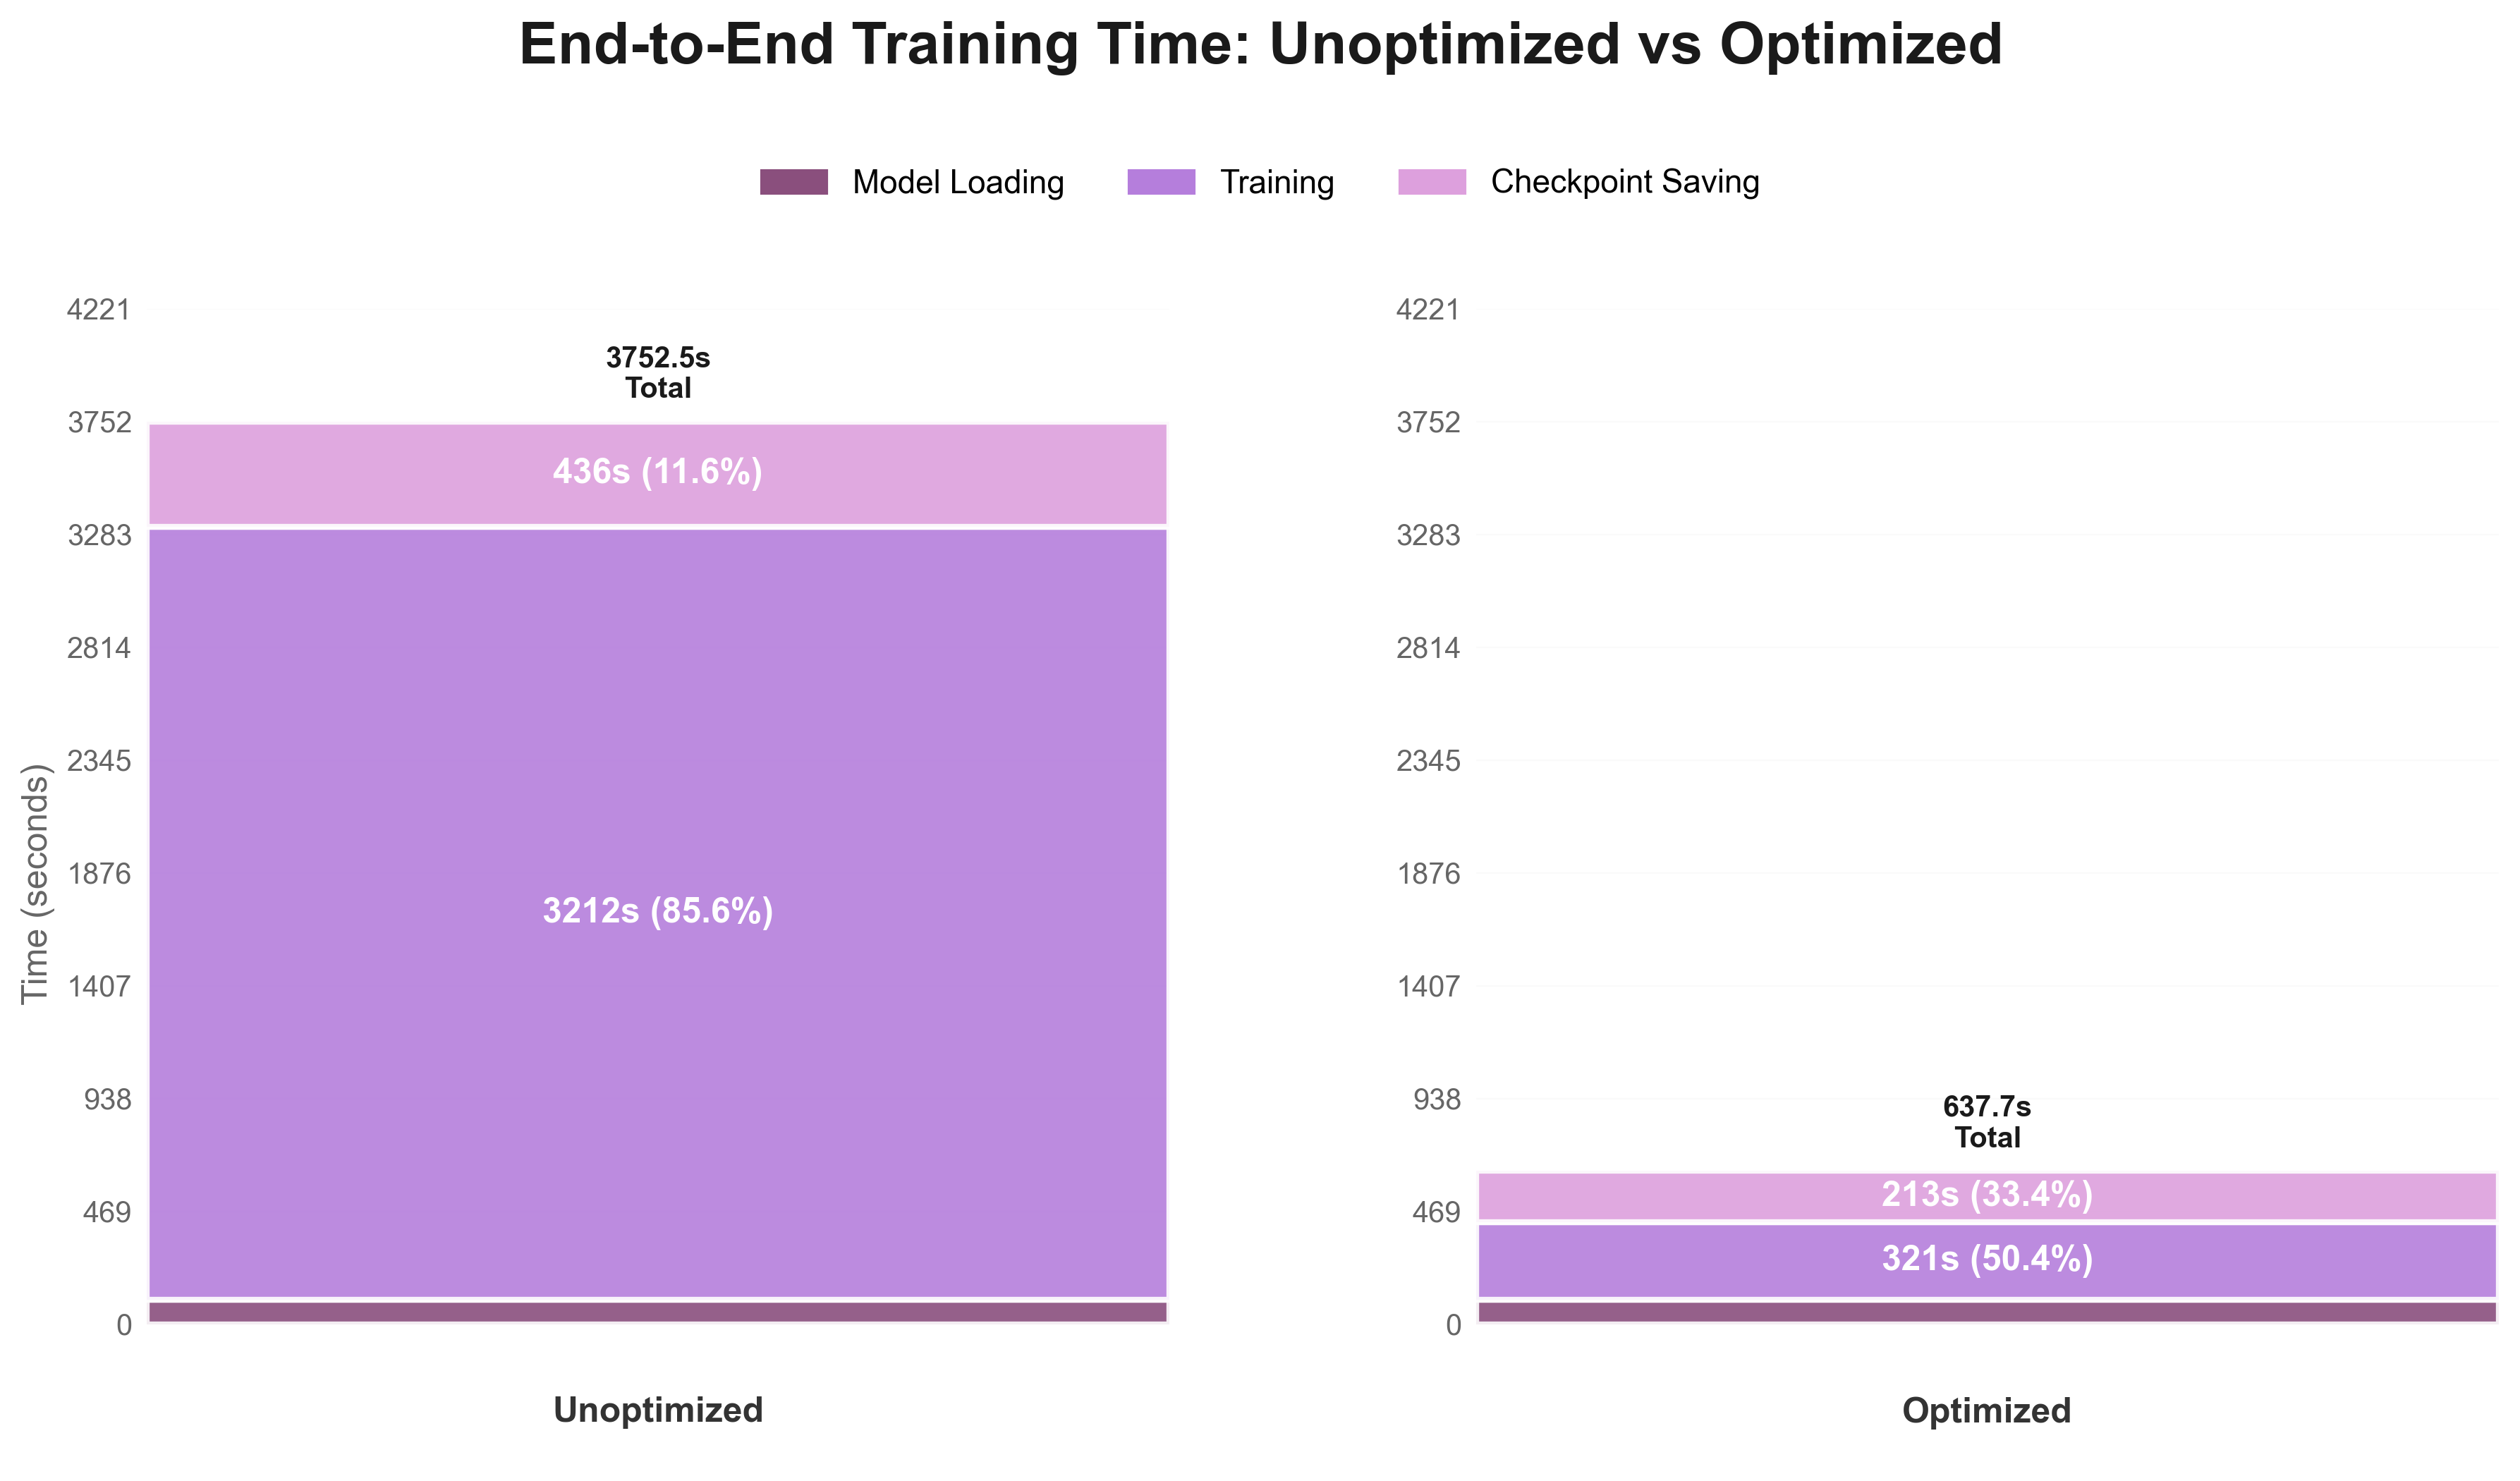 End-to-End Training Time: Unoptimized vs Optimized
Model Loading
Training
Checkpoint Saving
Time (seconds)
4221
3752
3283
2814
2345
1876
1407
938
469
0
3752.5s
Total
436s (11.6%)
3212s (85.6%)
Unoptimized
4221
3752
3283
2814
2345
1876
1407
938
469
0
637.7s
Total
213s (33.4%)
321s (50.4%)
Optimized